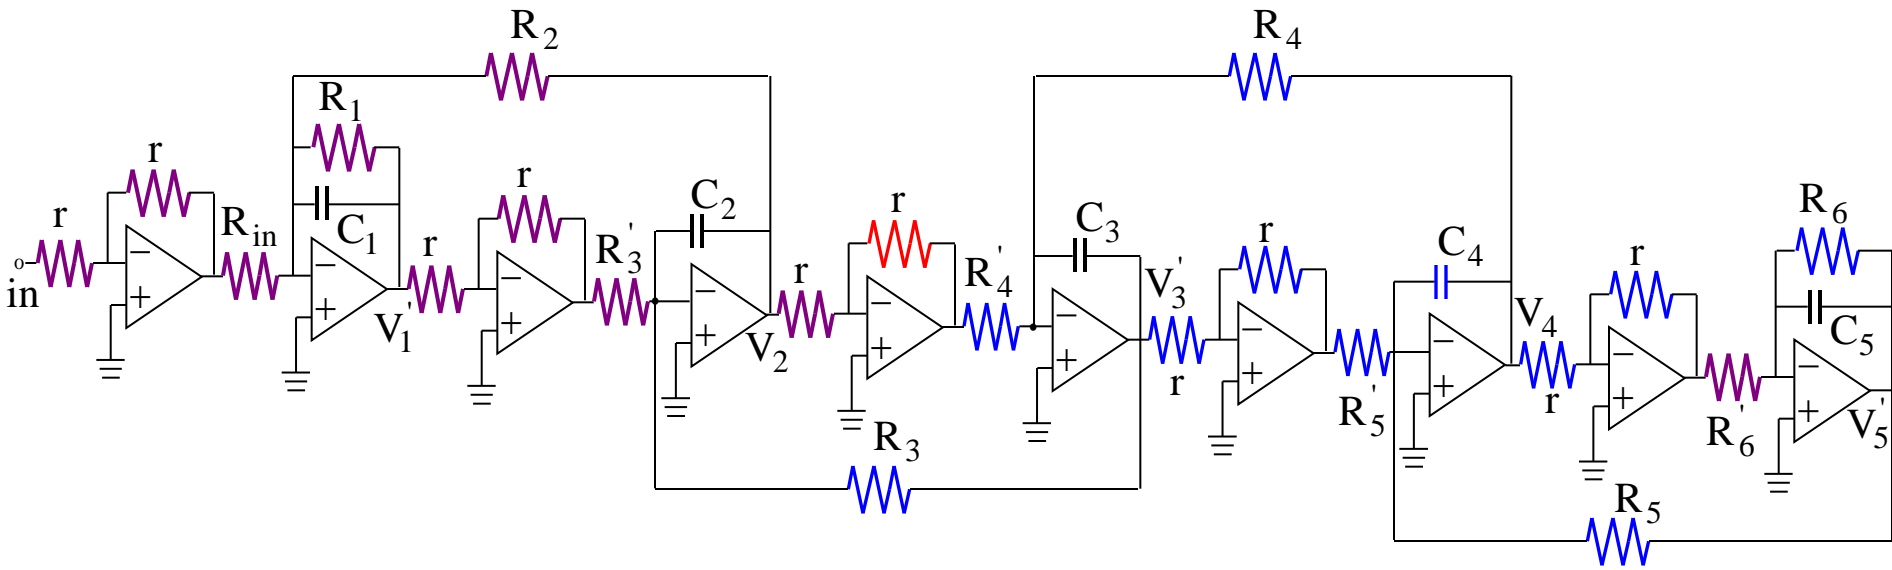 R2
R4
R1
r
r
R'3
C2
r
C3
R'4
V'3
r
C4
r
R6
r
Rin
C1
r
r
V4
C5
in
V'1
V2
r
R'5
r
R'6
V'5
R3
R5
− + − + − + − + − + − + − + − + − + − +